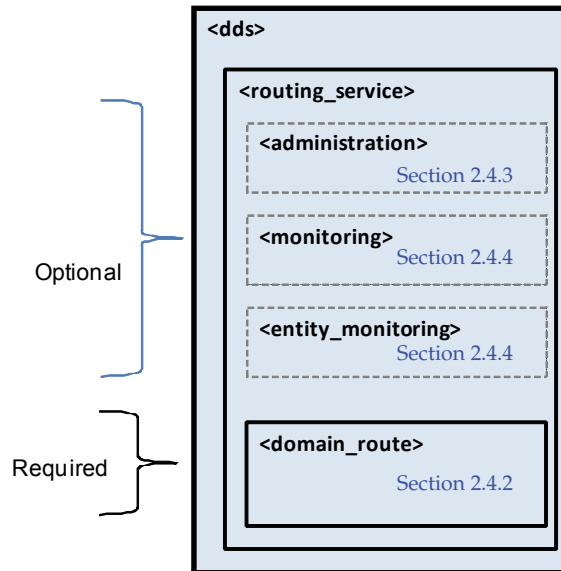 <dds>
<routing_service>
<administration>
Section 2.4.3
<monitoring>
Section 2.4.4
Optional
<entity_monitoring>
Section 2.4.4
<domain_route>
Required
Section 2.4.2